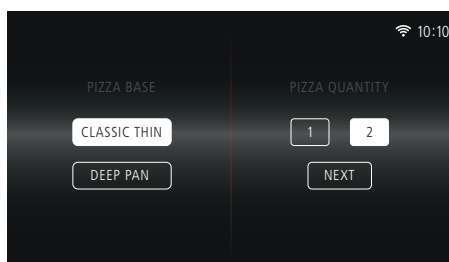 10:10
PIZZA BASE
CLASSIC THIN
DEEP PAN
PIZZA QUANTITY
1 2
NEXT